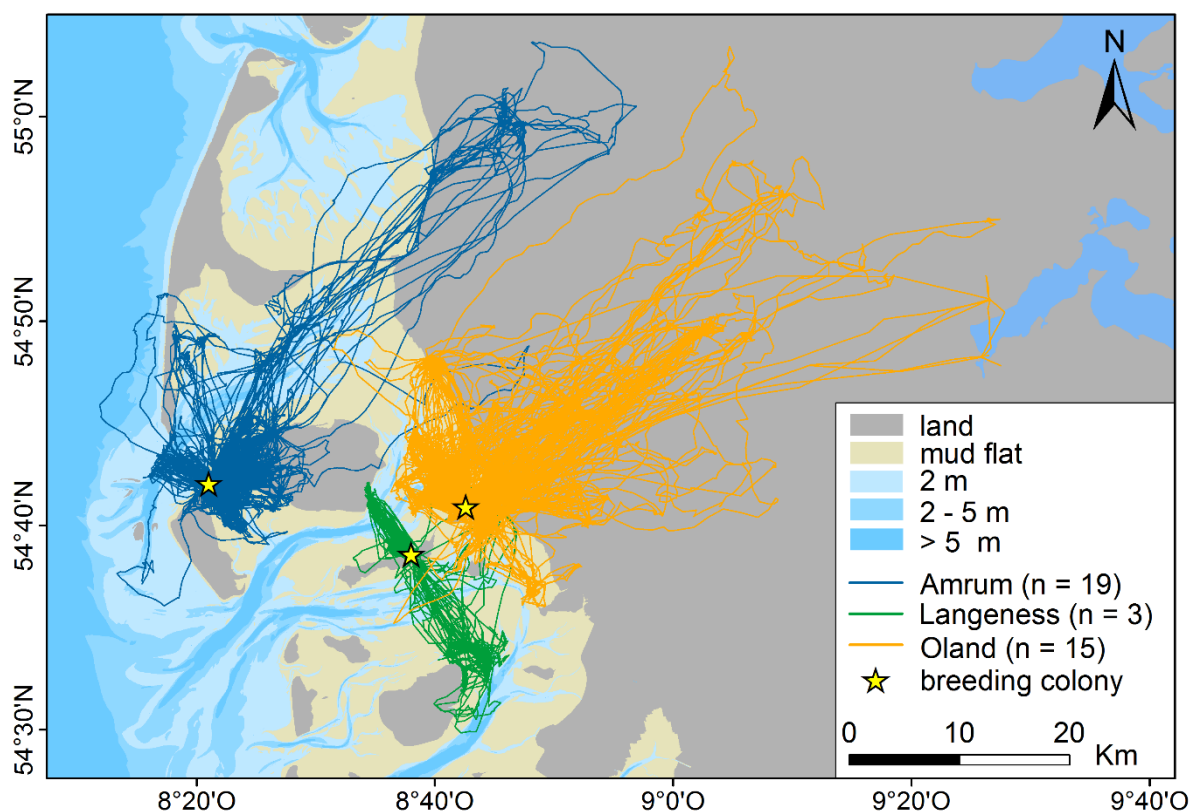 N
55°0'N
54°50'N
54°40'N
54°30'N
land
mud flat
2 m
2 - 5 m
> 5 m
Amrum (n = 19)
Langeness (n = 3)
Oland (n = 15)
breeding colony
0 10 20
Km
8°20'O 8°40'O 9°0'O 9°20'O 9°40'O